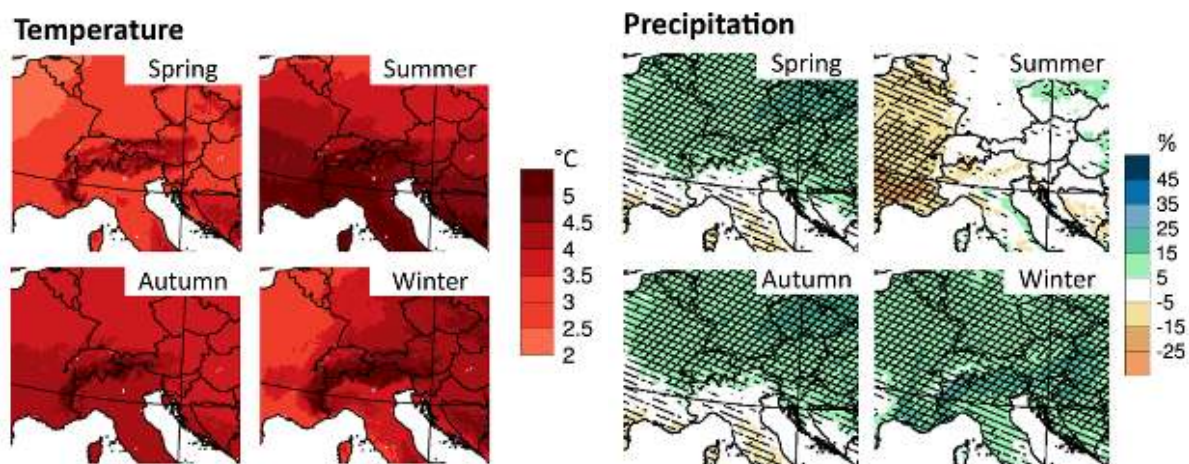 Temperature
Spring
Summer
Autumn
Winter
°C
5
4.5
4
3.5
3
2.5
2
Precipitation
Spring
Summer
Autumn
Winter
%
45
35
25
15
5
-5
-15
-25